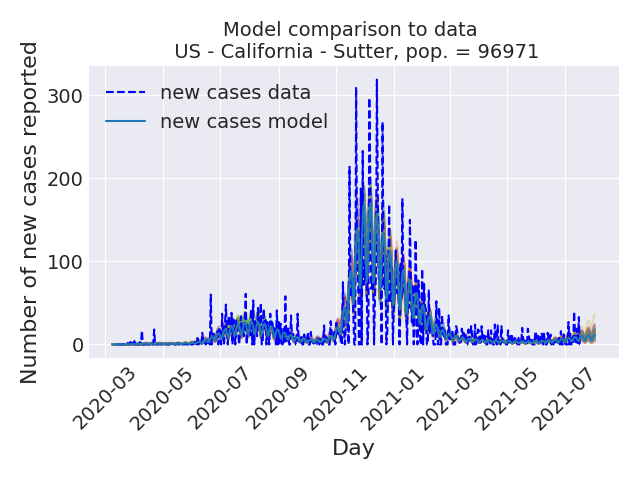 Model comparison to data
US - California - Sutter, pop. = 96971
Number of new cases reported
300
200
100
0
new cases data
new cases model
2020-03
2020-05
2020-07
2020-09
2020-11
2021-01
2021-03
2021-05
2021-07
Day